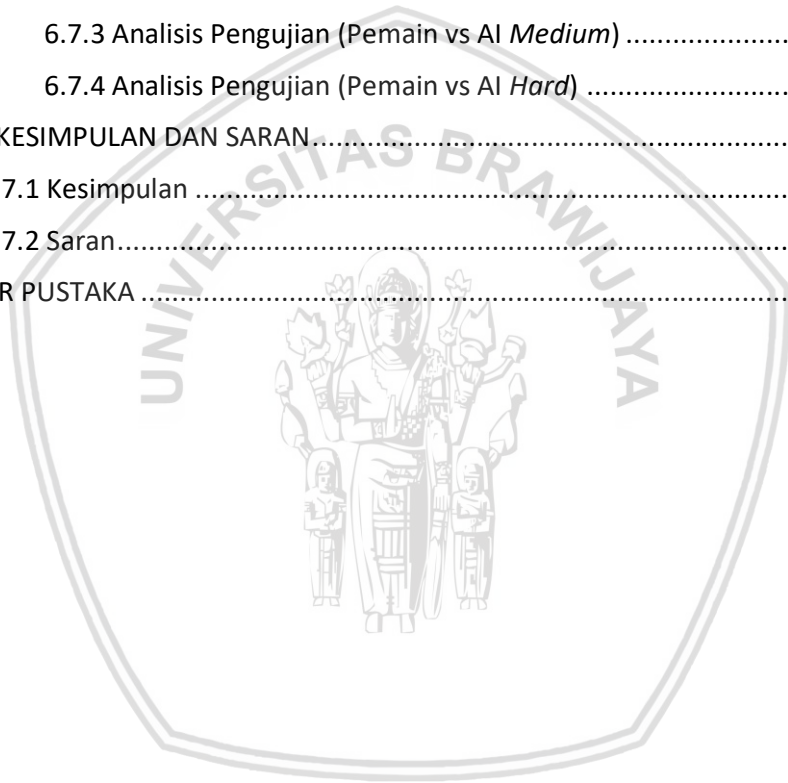 6.7.3 Analisis Pengujian (Pemain vs AI Medium) .......................
6.7.4 Analisis Pengujian (Pemain vs AI Hard) ..............................
KESIMPULAN DAN SARAN.......................................................................
7.1 Kesimpulan .......................................................................................
7.2 Saran...................................................................................................
R PUSTAKA .................................................................................................
UNIVERSITAS BRAWIJAYA